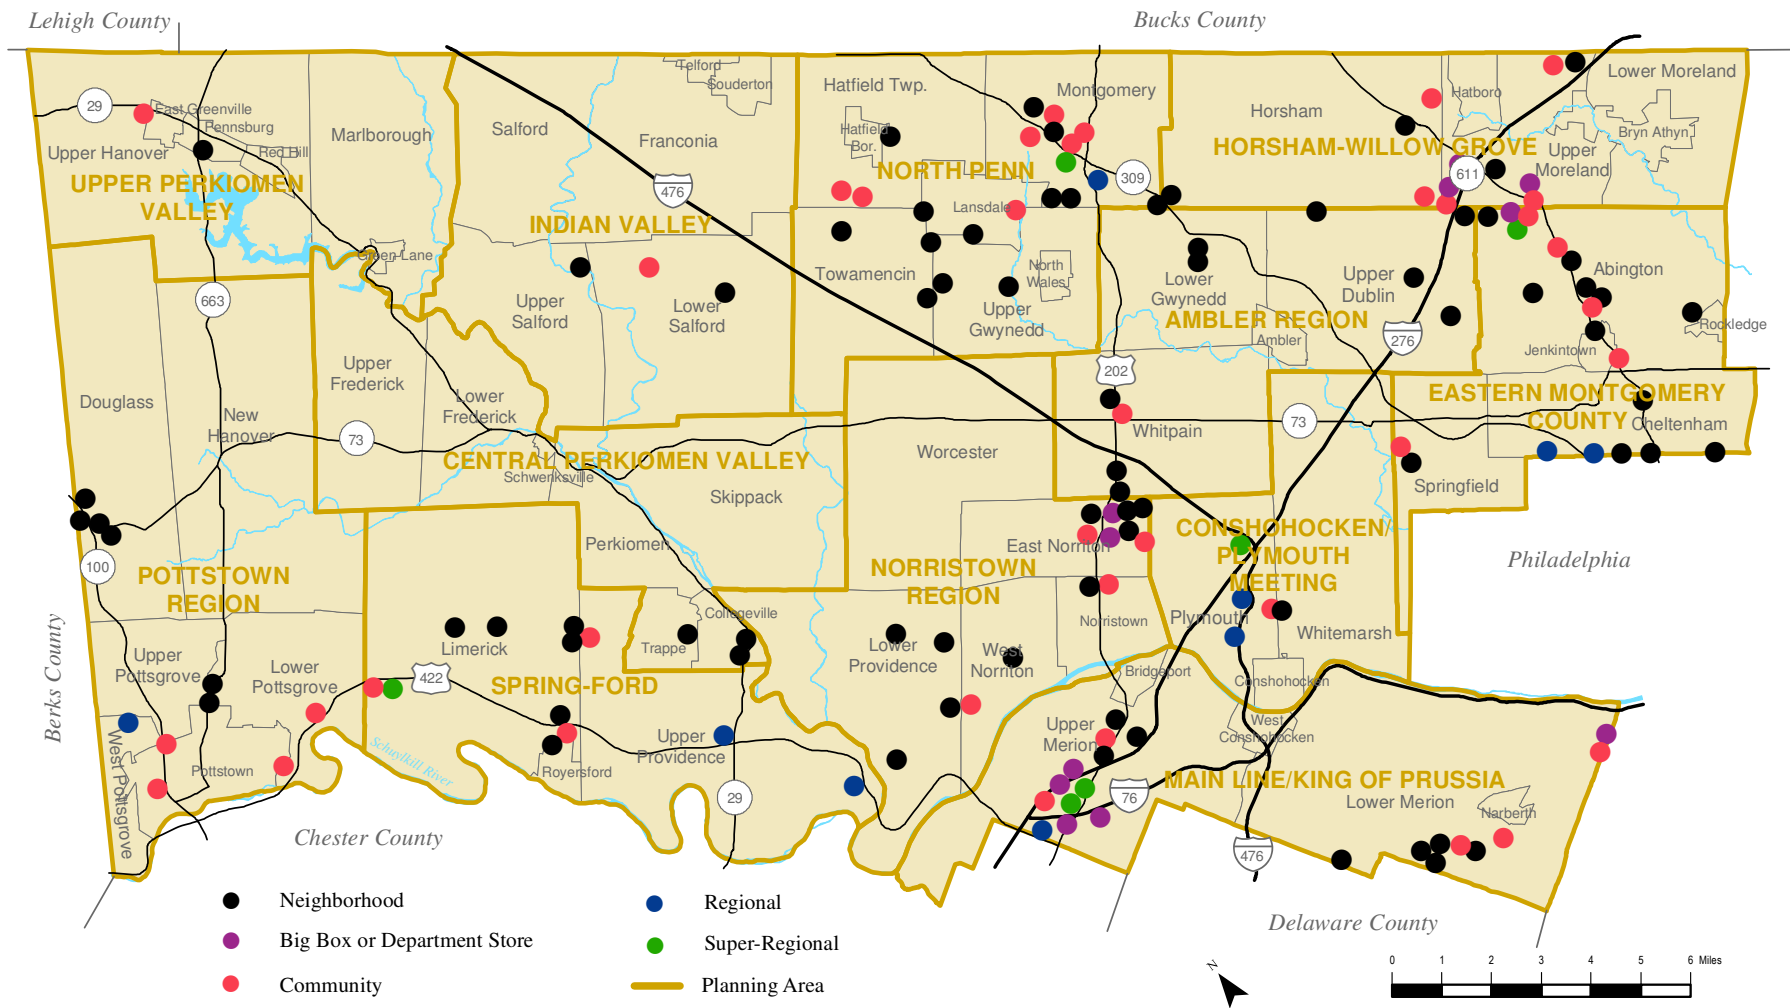 Lehigh County
Bucks County
Telford
Souderton
Hatfield Twp.
Montgomery
Lower Moreland
Hatboro
29
East Greenville
Pennsburg
Marlborough
Salford
Franconia
Hatfield
Bor.
Horsham
Bryn Athyn
Upper Hanover
Red Hill
HORSHAM-WILLOW GROVE
Upper
Moreland
UPPER PERKIOMEN
VALLEY
476
NORTH PENN
309
611
INDIAN VALLEY
Lansdale
Green Lane
Towamencin
North
Wales
Lower
Gwynedd
Upper
Dublin
Abington
663
Upper
Salford
Lower
Salford
Upper
Gwynedd
AMBLER REGION
Ambler
276
Rockledge
Jenkintown
Upper
Frederick
202
Douglass
New
Hanover
Lower
Frederick
EASTERN MONTGOMERY
COUNTY
Cheltenham
73
73
Whitpain
Worcester
CENTRAL PERKIOMEN VALLEY
Schwenksville
Skippack
Springfield
100
Perkiomen
East Norriton
CONSHOHOCKEN/
PLYMOUTH
MEETING
Philadelphia
POTTSTOWN
REGION
NORRISTOWN
REGION
Collegeville
Norristown
Plymouth
Whitemarsh
Berks County
Limerick
Trappe
Lower
Providence
West
Norriton
Upper
Pottsgrove
Lower
Pottsgrove
422
SPRING-FORD
Bridgeport
Conshohocken
West Pottsgrove
Pottstown
Schuylkill River
Upper
Providence
Royersford
Upper
Merion
West
Conshohocken
29
76
MAIN LINE/KING OF PRUSSIA
Lower Merion
Narberth
476
Chester County
Delaware County
Neighborhood
Big Box or Department Store
Community
Regional
Super-Regional
Planning Area
N
0 1 2 3 4 5 6 Miles